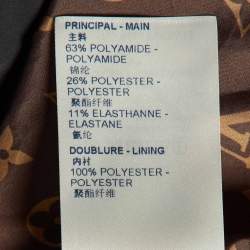 PRINCIPAL - MAIN
主料
63% POLYAMIDE -
POLYAMIDE
锦纶
26% POLYESTER -
POLYESTER
聚酯纤维
11% ELASTHANNE -
ELASTANE
氨纶
DOUBLURE - LINING
内衬
100% POLYESTER -
POLYESTER
聚酯纤维